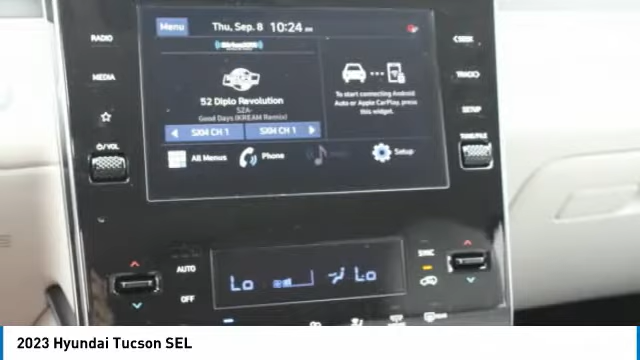 Menu
Thu, Sep. 8 10:24 AM
RADIO
MEDIA
VOL
SEEK
TRACK
SETUP
TUNE/FILE
52 Diplo Revolution
SZA-
Good Days (KREAM Remix)
SXM CH 1
SXM CH 1
To start connecting Android
Auto or Apple CarPlay, press
this widget.
All Menus
Phone
Setup
AUTO
OFF
Lo
Lo
SYNC
2023 Hyundai Tucson SEL